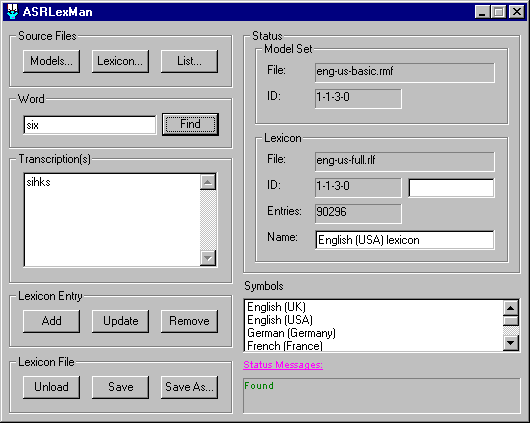 ASRLexMan
Source Files
Models... Lexicon... List...
Word
six Find
Transcription(s)
sihks
Lexicon Entry
Add Update Remove
Lexicon File
Unload Save Save As...
Status
Model Set
File: eng-us-basic.rmf
ID: 1-1-3-0
Lexicon
File: eng-us-full.rlf
ID: 1-1-3-0
Entries: 90296
Name: English (USA) lexicon
Symbols
English (UK)
English (USA)
German (Germany)
French (France)
Status Messages:
Found